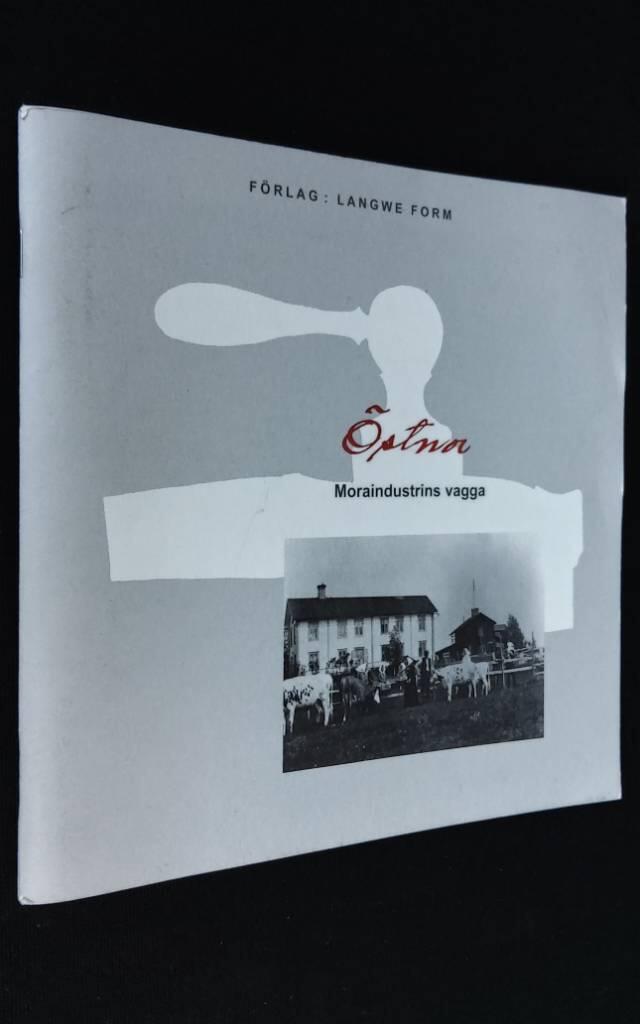 FÖRLAG: LANGWE FORM
Östnor
Moraindustrins vagga